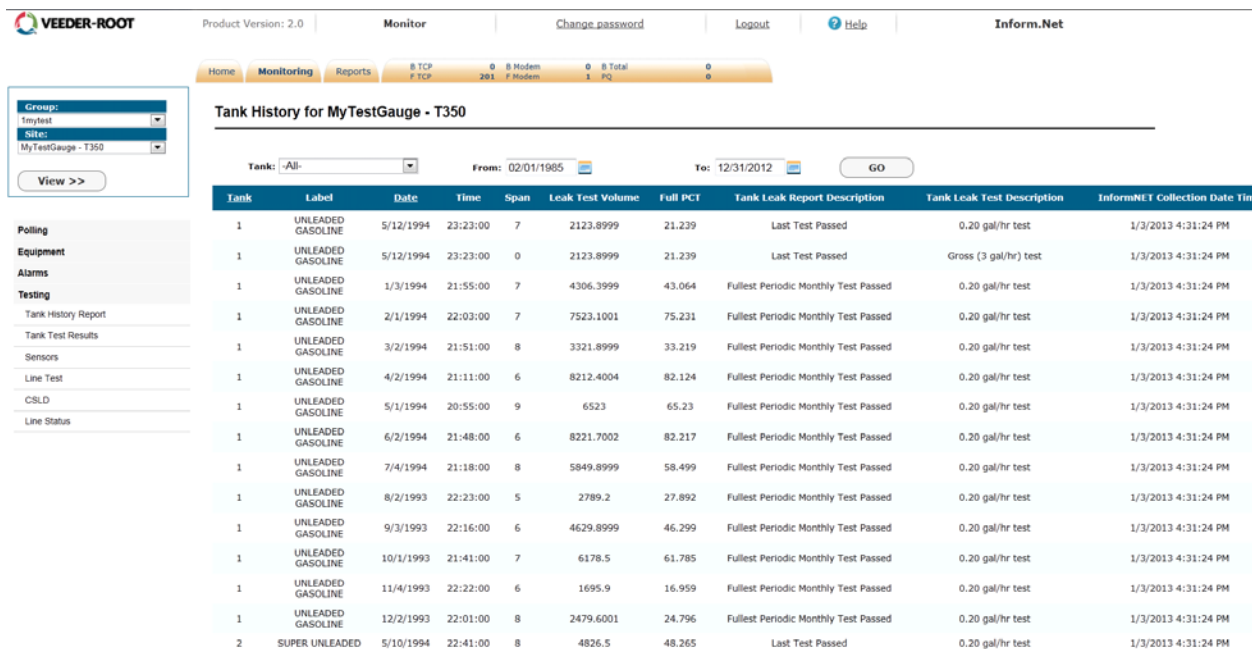 VEEDER-ROOT Product Version: 2.0 Monitor Change password Logout Help Inform.Net
Home Monitoring Reports B TCP 0 B Modem 0 B Total 0
F TCP 201 F Modem 1 PQ 0
Group:
1mytest
Site:
MyTestGauge - T350
View >>
Polling
Equipment
Alarms
Testing
Tank History Report
Tank Test Results
Sensors
Line Test
CSLD
Line Status
Tank History for MyTestGauge - T350
Tank: -All- From: 02/01/1985 To: 12/31/2012 GO
Tank Label Date Time Span Leak Test Volume Full PCT Tank Leak Report Description Tank Leak Test Description InformNET Collection Date Tim
1 UNLEADED GASOLINE 5/12/1994 23:23:00 7 2123.8999 21.239 Last Test Passed 0.20 gal/hr test 1/3/2013 4:31:24 PM
1 UNLEADED GASOLINE 5/12/1994 23:23:00 0 2123.8999 21.239 Last Test Passed Gross (3 gal/hr) test 1/3/2013 4:31:24 PM
1 UNLEADED GASOLINE 1/3/1994 21:55:00 7 4306.3999 43.064 Fullest Periodic Monthly Test Passed 0.20 gal/hr test 1/3/2013 4:31:24 PM
1 UNLEADED GASOLINE 2/1/1994 22:03:00 7 7523.1001 75.231 Fullest Periodic Monthly Test Passed 0.20 gal/hr test 1/3/2013 4:31:24 PM
1 UNLEADED GASOLINE 3/2/1994 21:51:00 8 3321.8999 33.219 Fullest Periodic Monthly Test Passed 0.20 gal/hr test 1/3/2013 4:31:24 PM
1 UNLEADED GASOLINE 4/2/1994 21:11:00 6 8212.4004 82.124 Fullest Periodic Monthly Test Passed 0.20 gal/hr test 1/3/2013 4:31:24 PM
1 UNLEADED GASOLINE 5/1/1994 20:55:00 9 6523 65.23 Fullest Periodic Monthly Test Passed 0.20 gal/hr test 1/3/2013 4:31:24 PM
1 UNLEADED GASOLINE 6/2/1994 21:48:00 6 8221.7002 82.217 Fullest Periodic Monthly Test Passed 0.20 gal/hr test 1/3/2013 4:31:24 PM
1 UNLEADED GASOLINE 7/4/1994 21:18:00 8 5849.8999 58.499 Fullest Periodic Monthly Test Passed 0.20 gal/hr test 1/3/2013 4:31:24 PM
1 UNLEADED GASOLINE 8/2/1993 22:23:00 5 2789.2 27.892 Fullest Periodic Monthly Test Passed 0.20 gal/hr test 1/3/2013 4:31:24 PM
1 UNLEADED GASOLINE 9/3/1993 22:16:00 6 4629.8999 46.299 Fullest Periodic Monthly Test Passed 0.20 gal/hr test 1/3/2013 4:31:24 PM
1 UNLEADED GASOLINE 10/1/1993 21:41:00 7 6178.5 61.785 Fullest Periodic Monthly Test Passed 0.20 gal/hr test 1/3/2013 4:31:24 PM
1 UNLEADED GASOLINE 11/4/1993 22:22:00 6 1695.9 16.959 Fullest Periodic Monthly Test Passed 0.20 gal/hr test 1/3/2013 4:31:24 PM
1 UNLEADED GASOLINE 12/2/1993 22:01:00 8 2479.6001 24.796 Fullest Periodic Monthly Test Passed 0.20 gal/hr test 1/3/2013 4:31:24 PM
2 SUPER UNLEADED 5/10/1994 22:41:00 8 4826.5 48.265 Last Test Passed 0.20 gal/hr test 1/3/2013 4:31:24 PM